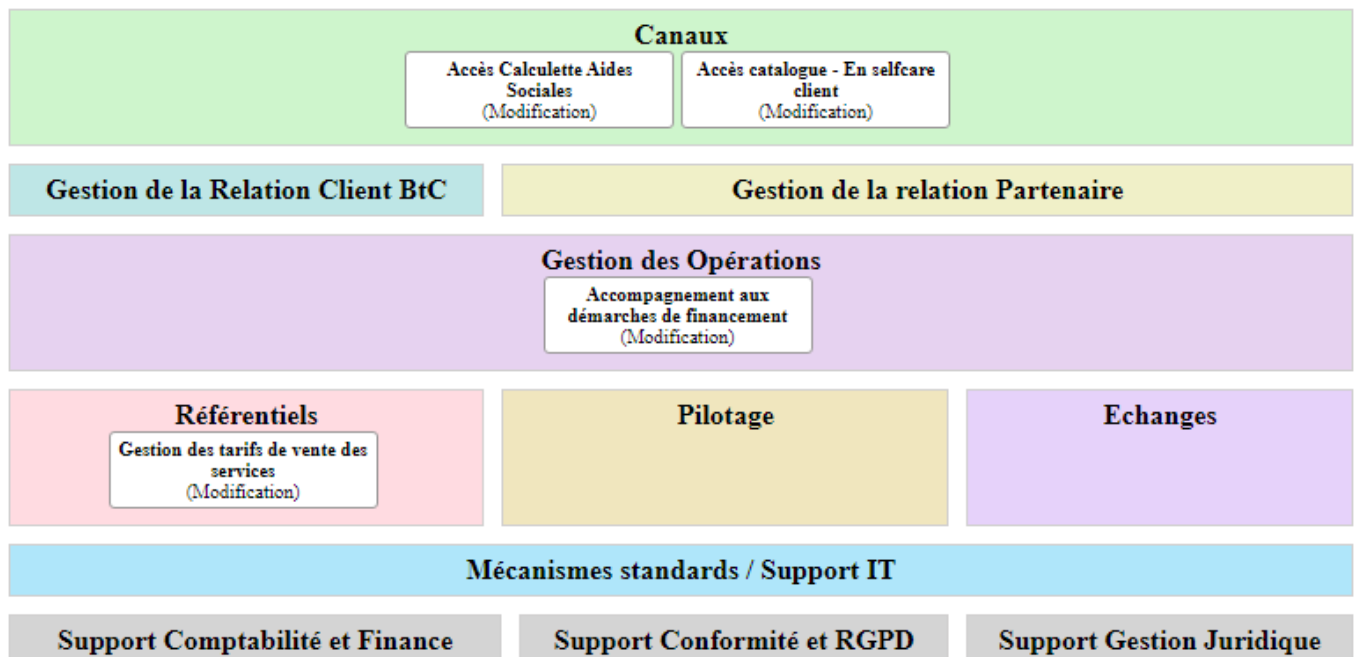 Canaux
Accès Calculette Aides
Sociales
(Modification)
Accès catalogue - En selfcare
client
(Modification)
Gestion de la Relation Client BtC
Gestion de la relation Partenaire
Gestion des Opérations
Accompagnement aux
démarches de financement
(Modification)
Référentiels
Gestion des tarifs de vente des
services
(Modification)
Pilotage
Echanges
Mécanismes standards / Support IT
Support Comptabilité et Finance
Support Conformité et RGPD
Support Gestion Juridique